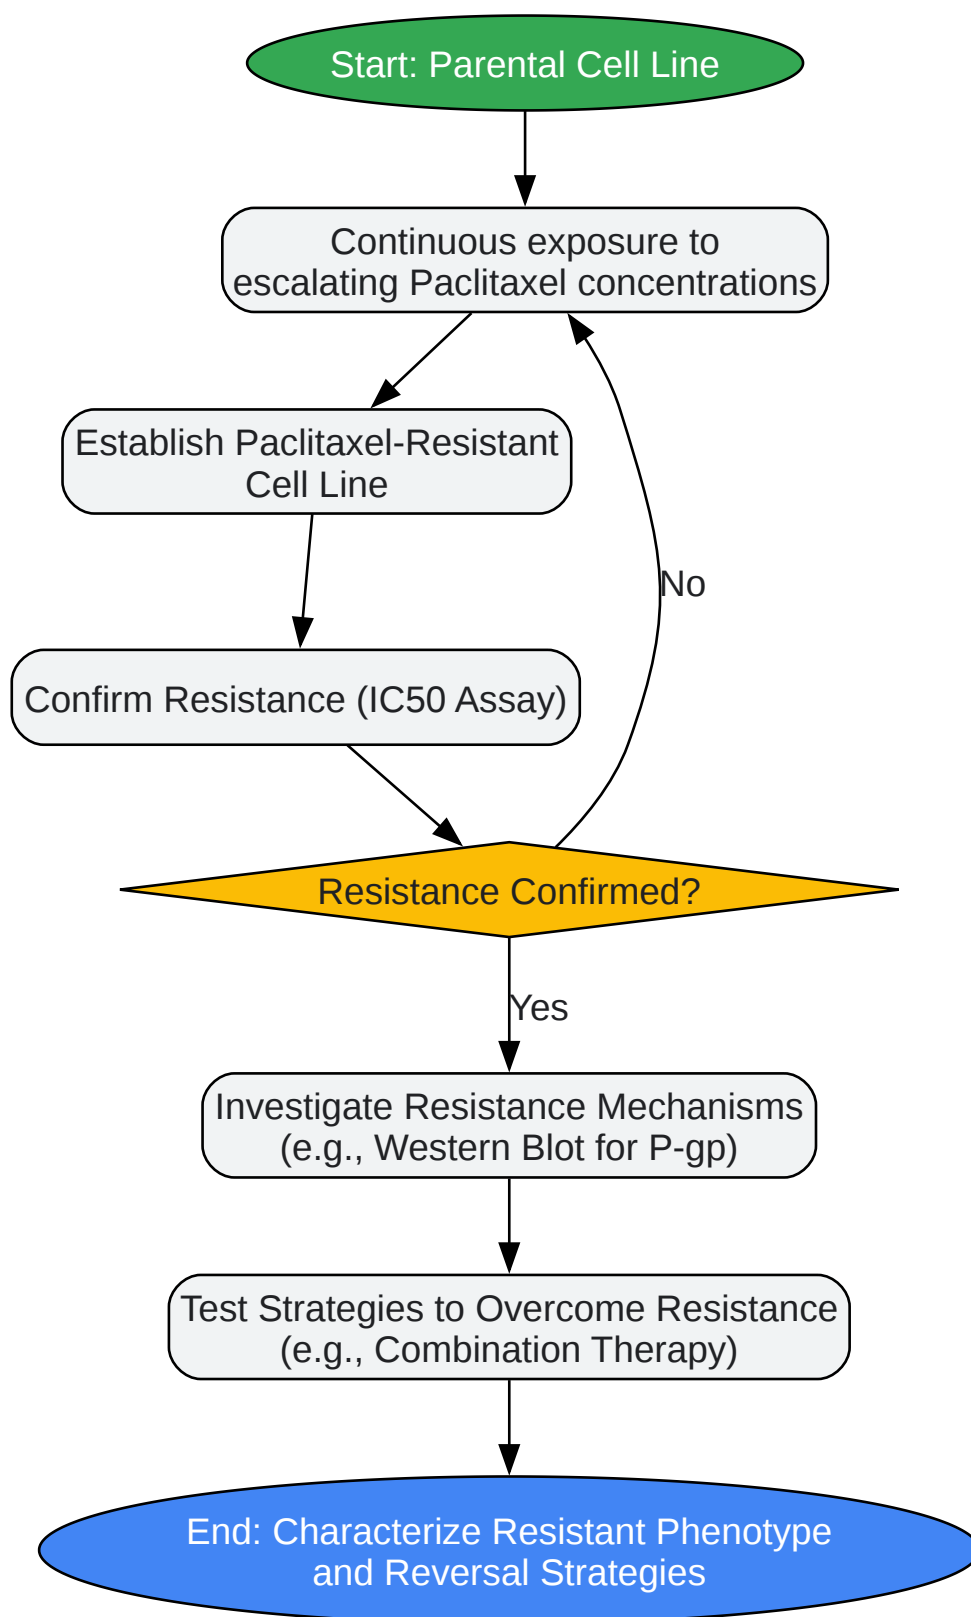 Start: Parental Cell Line
Continuous exposure to
escalating Paclitaxel concentrations
Establish Paclitaxel-Resistant
Cell Line
No
Confirm Resistance (IC50 Assay)
Resistance Confirmed?
Yes
Investigate Resistance Mechanisms
(e.g., Western Blot for P-gp)
Test Strategies to Overcome Resistance
(e.g., Combination Therapy)
End: Characterize Resistant Phenotype
and Reversal Strategies